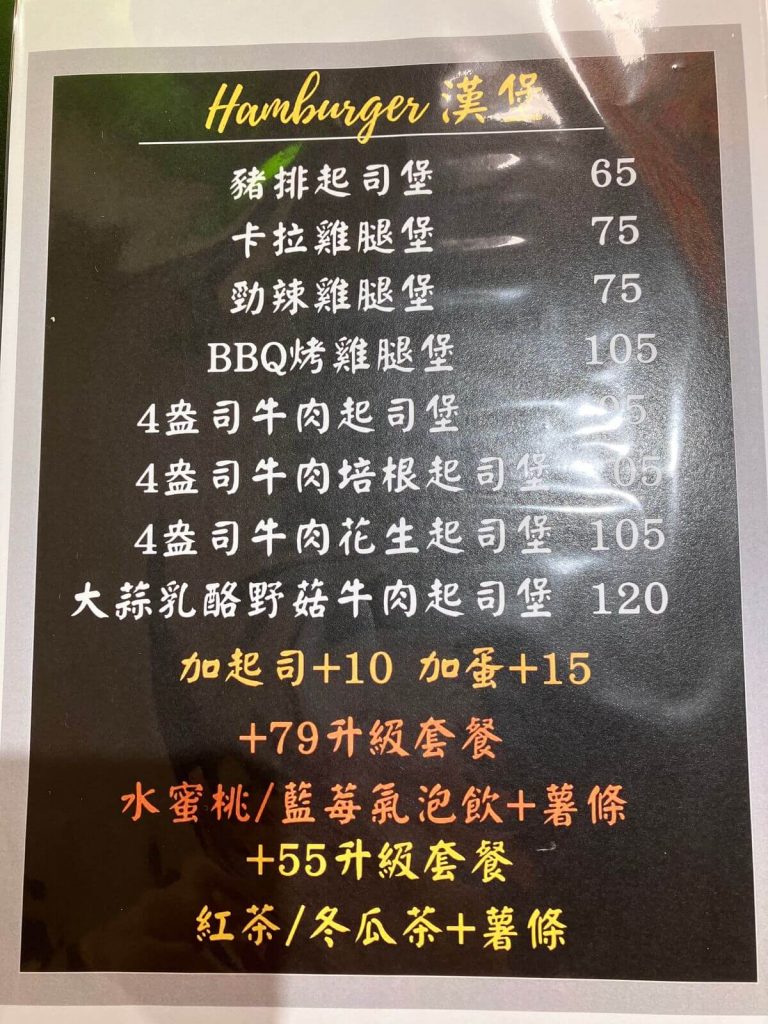 Hamburger 漢堡
豬排起司堡 65
卡拉雞腿堡 75
勁辣雞腿堡 75
BBQ烤雞腿堡 105
4盎司牛肉起司堡
4盎司牛肉培根起司堡
4盎司牛肉花生起司堡 105
大蒜乳酪野菇牛肉起司堡 120
加起司+10 加蛋+15
+79升級套餐
水蜜桃/藍莓氣泡飲+薯條
+55升級套餐
紅茶/冬瓜茶+薯條